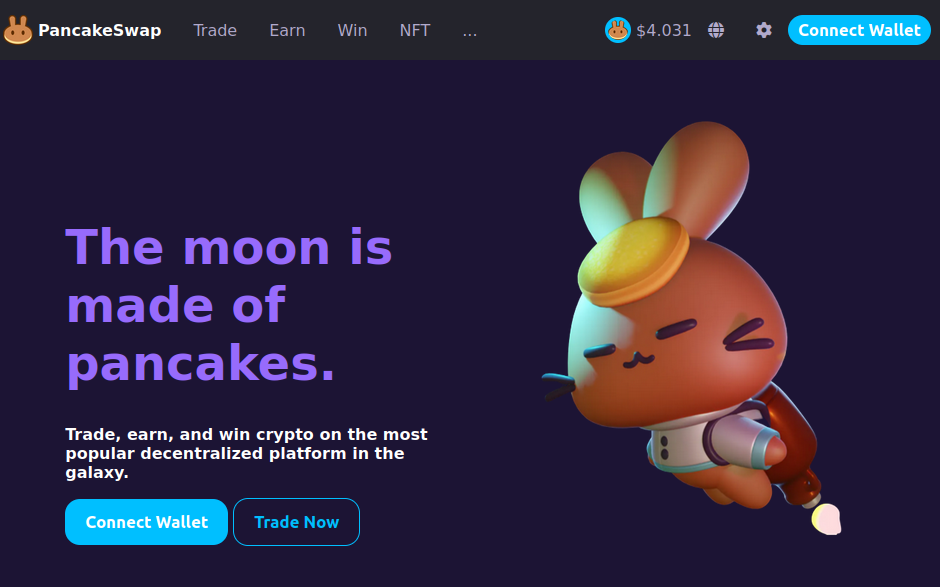 PancakeSwap Trade Earn Win NFT ... $4.031 Connect Wallet
The moon is
made of
pancakes.
Trade, earn, and win crypto on the most
popular decentralized platform in the
galaxy.
Connect Wallet Trade Now